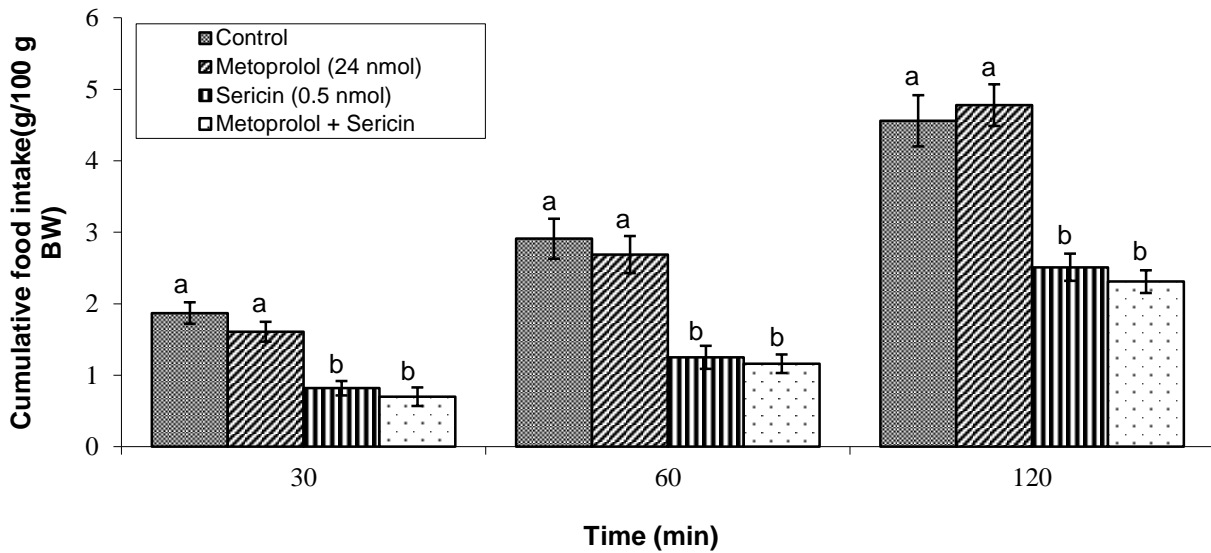 Cumulative food intake(g/100 g
BW)
6
5
4
3
2
1
0
Control
Metoprolol (24 nmol)
Sericin (0.5 nmol)
Metoprolol + Sericin
a
a
b
b
a
a
b
b
a
a
b
b
30
60
120
Time (min)